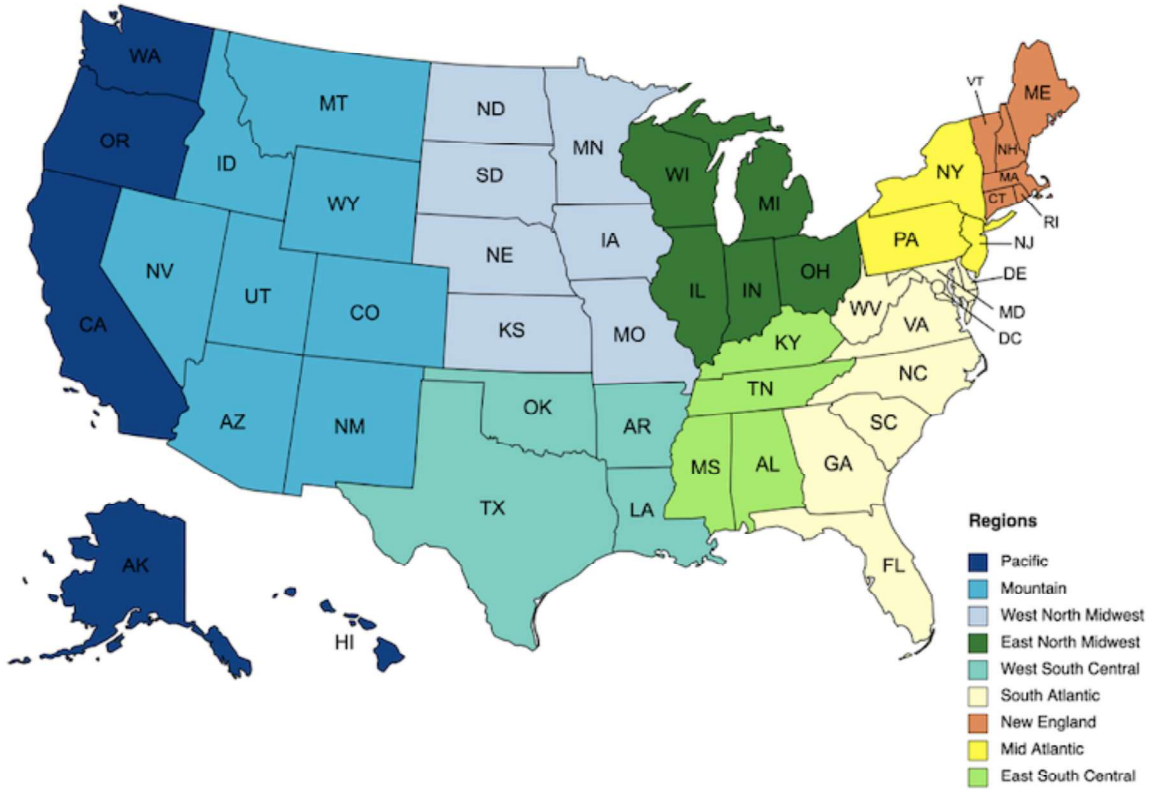 WA
MT
ND
MN
VT
ME
OR
ID
SD
WI
NH
NY
MA
MI
CT
WY
RI
IA
PA
NJ
NE
NV
OH
DE
UT
IL
IN
CO
WV
MD
CA
KS
MO
VA
DC
KY
NC
TN
AZ
NM
OK
AR
SC
MS
AL
GA
TX
LA
AK
FL
HI
Regions
Pacific
Mountain
West North Midwest
East North Midwest
West South Central
South Atlantic
New England
Mid Atlantic
East South Central